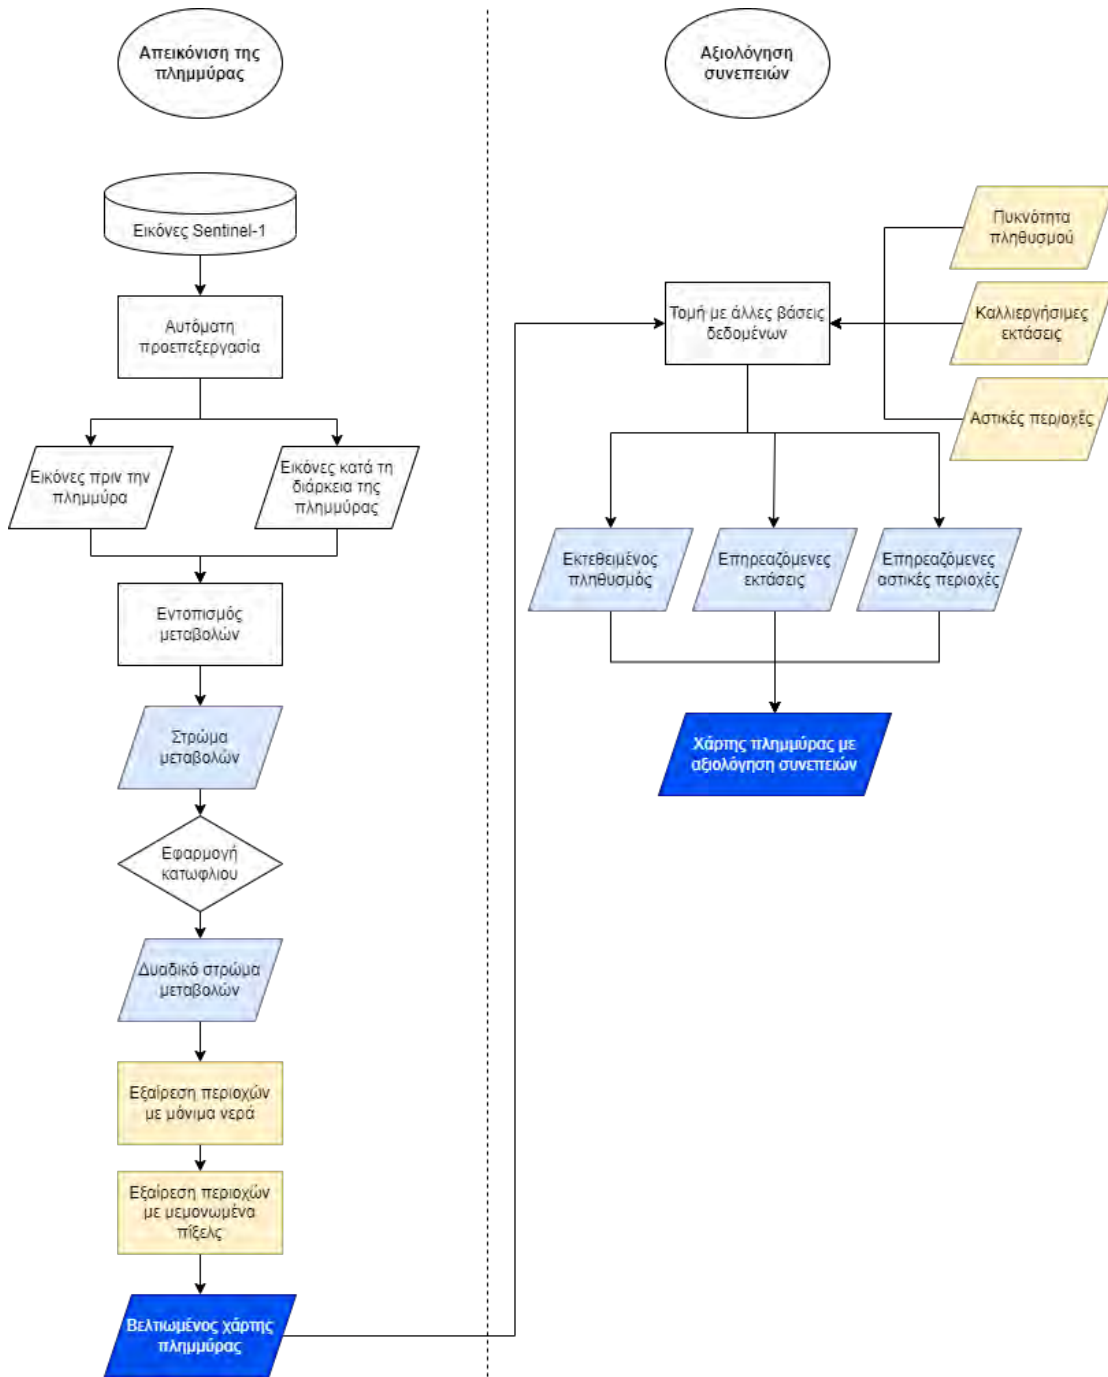 Απεικόνιση της
πλημμύρας
Εικόνες Sentinel-1
Αυτόματη
προεπεξεργασία
Εικόνες πριν την
πλημμύρα
Εικόνες κατά τη
διάρκεια της
πλημμύρας
Εντοπισμός
μεταβολών
Στρώμα
μεταβολών
Εφαρμογή
κατωφλιου
Δυαδικό στρώμα
μεταβολών
Εξαίρεση περιοχών
με μόνιμα νερά
Εξαίρεση περιοχών
με μεμονωμένα
πίξελς
Βελτιωμένος χάρτης
πλημμύρας
Αξιολόγηση
συνεπειών
Πυκνότητα
πληθυσμού
Τομή με άλλες βάσεις
δεδομένων
Καλλιεργήσιμες
εκτάσεις
Αστικές περιοχές
Εκτεθειμένος
πληθυσμός
Επηρεαζόμενες
εκτάσεις
Επηρεαζόμενες
αστικές περιοχές
Χάρτης πλημμύρας με
αξιολόγηση συνεπειών